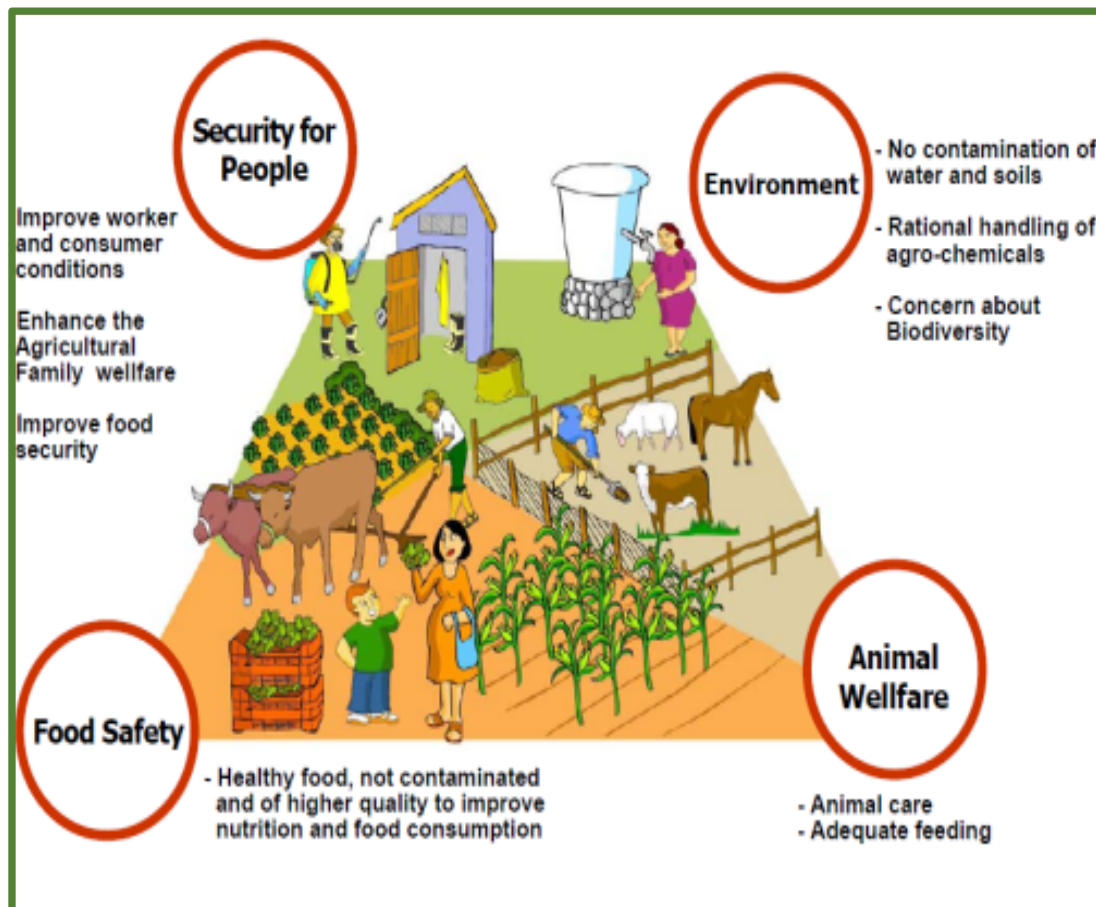 Security for
People
Improve worker
and consumer
conditions
Enhance the
Agricultural
Family wellfare
Improve food
security
Environment
- No contamination of
water and soils
- Rational handling of
agro-chemicals
- Concern about
Biodiversity
Food Safety
- Healthy food, not contaminated
and of higher quality to improve
nutrition and food consumption
Animal
Wellfare
- Animal care
- Adequate feeding